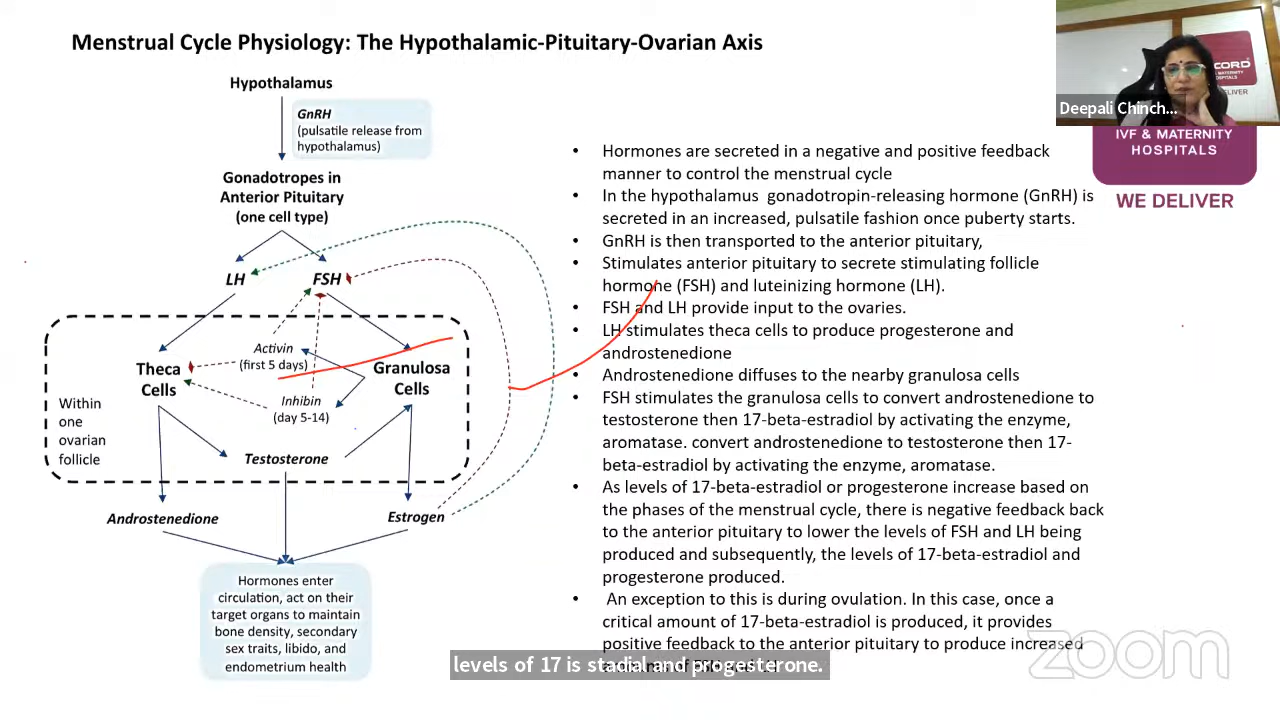 Menstrual Cycle Physiology: The Hypothalamic-Pituitary-Ovarian Axis
Hypothalamus
GnRH
(pulsatile release from
hypothalamus)
Gonadotropes in
Anterior Pituitary
(one cell type)
LH
FSH
Activin
(first 5 days)
Theca
Cells
Granulosa
Cells
Inhibin
(day 5-14)
Within
one
ovarian
follicle
Testosterone
Androstenedione
Estrogen
Hormones enter
circulation, act on their
target organs to maintain
bone density, secondary
sex traits, libido, and
endometrium health
• Hormones are secreted in a negative and positive feedback
manner to control the menstrual cycle
• In the hypothalamus gonadotropin-releasing hormone (GnRH) is
secreted in an increased, pulsatile fashion once puberty starts.
• GnRH is then transported to the anterior pituitary,
• Stimulates anterior pituitary to secrete stimulating follicle
hormone (FSH) and luteinizing hormone (LH).
• FSH and LH provide input to the ovaries.
• LH stimulates theca cells to produce progesterone and
androstenedione
• Androstenedione diffuses to the nearby granulosa cells
• FSH stimulates the granulosa cells to convert androstenedione to
testosterone then 17-beta-estradiol by activating the enzyme,
aromatase. convert androstenedione to testosterone then 17-
beta-estradiol by activating the enzyme, aromatase.
• As levels of 17-beta-estradiol or progesterone increase based on
the phases of the menstrual cycle, there is negative feedback back
to the anterior pituitary to lower the levels of FSH and LH being
produced and subsequently, the levels of 17-beta-estradiol and
progesterone produced.
• An exception to this is during ovulation. In this case, once a
critical amount of 17-beta-estradiol is produced, it provides
positive feedback to the anterior pituitary to produce increased
levels of 17 is stadial and progesterone.
zoom
CORD
& MATERNITY
HOSPITALS
DELIVER
Deepali Chinch...
IVF & MATERNITY
HOSPITALS
WE DELIVER